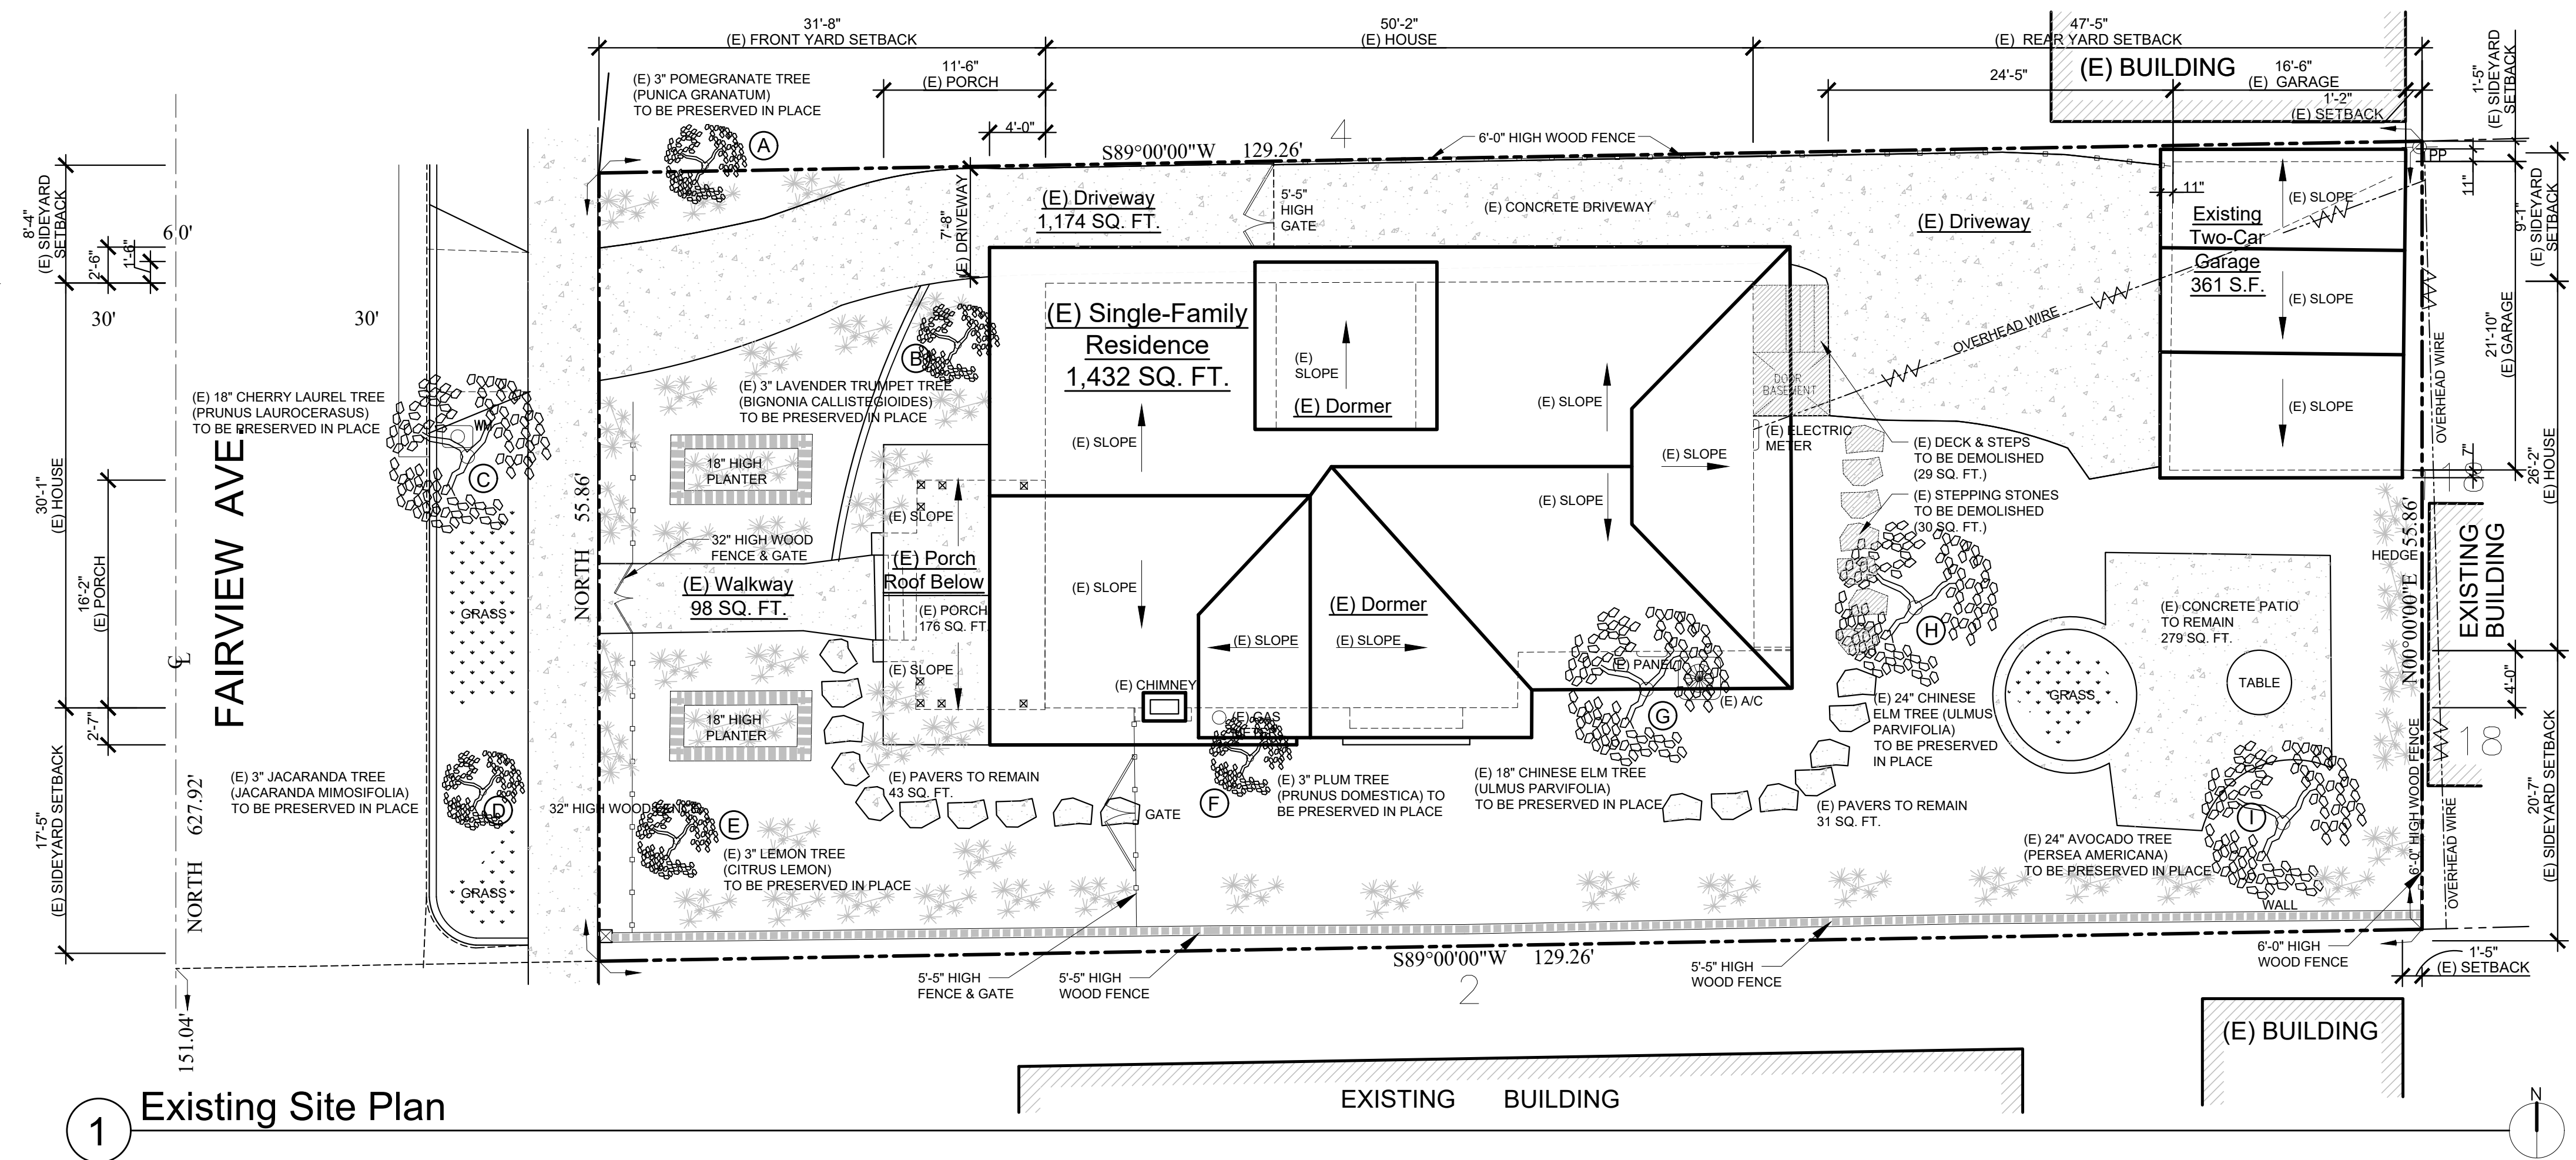 31'-8"
(E) FRONT YARD SETBACK
50'-2"
(E) HOUSE
47'-5"
(E) REAR YARD SETBACK
11'-6"
(E) PORCH
4'-0"
24'-5"
16'-6"
(E) GARAGE
1'-2"
(E) SETBACK
1'-5"
(E) SIDEYARD
SETBACK
(E) BUILDING
(E) 3" POMEGRANATE TREE
(PUNICA GRANATUM)
TO BE PRESERVED IN PLACE
A
S89°00'00"W 129.26'
4
6'-0" HIGH WOOD FENCE
PP
11"
11"
9'-1"
(E) SIDEYARD
SETBACK
8'-4"
(E) SIDEYARD
SETBACK
2'-6"
1'-6"
60'
30'
30'
7'-8"
(E) DRIVEWAY
(E) Driveway
1,174 SQ. FT.
5'-5"
HIGH
GATE
(E) CONCRETE DRIVEWAY
(E) Driveway
Existing
Two-Car
Garage
361 S.F.
(E) SLOPE
(E) SLOPE
(E) SLOPE
OVERHEAD WIRE
OVERHEAD WIRE
21'-10"
(E) GARAGE
7"
26'-2"
(E) HOUSE
(E) Single-Family
Residence
1,432 SQ. FT.
(E)
SLOPE
(E) Dormer
(E) SLOPE
(E) SLOPE
(E) SLOPE
(E) SLOPE
(E) SLOPE
DOOR
BASEMENT
(E) ELECTRIC
METER
(E) DECK & STEPS
TO BE DEMOLISHED
(29 SQ. FT.)
(E) STEPPING STONES
TO BE DEMOLISHED
(30 SQ. FT.)
B
(E) 3" LAVENDER TRUMPET TREE
(BIGNONIA CALLISTEGIOIDES)
TO BE PRESERVED IN PLACE
(E) 18" CHERRY LAUREL TREE
(PRUNUS LAUROCERASUS)
TO BE PRESERVED IN PLACE
WM
C
FAIRVIEW AVE.
18" HIGH
PLANTER
NORTH 55.86'
30'-1"
(E) HOUSE
16'-2"
(E) PORCH
2'-7"
17'-5"
(E) SIDEYARD SETBACK
32" HIGH WOOD
FENCE & GATE
(E) SLOPE
(E) Porch
Roof Below
(E) Walkway
98 SQ. FT.
(E) PORCH
176 SQ. FT.
(E) SLOPE
GRASS
CL
(E) Dormer
(E) SLOPE
(E) SLOPE
(E) CHIMNEY
(E) GAS
(E) PANEL
(E) A/C
G
H
HEDGE
N00°00'00"E 55.86'
EXISTING
BUILDING
18
18
(E) CONCRETE PATIO
TO REMAIN
279 SQ. FT.
GRASS
TABLE
4'-0"
20'-7"
(E) SIDEYARD SETBACK
18" HIGH
PLANTER
(E) 3" JACARANDA TREE
(JACARANDA MIMOSIFOLIA)
TO BE PRESERVED IN PLACE
D
32" HIGH WOOD FENCE
E
(E) PAVERS TO REMAIN
43 SQ. FT.
GATE
F
(E) 3" PLUM TREE
(PRUNUS DOMESTICA) TO
BE PRESERVED IN PLACE
(E) 18" CHINESE ELM TREE
(ULMUS PARVIFOLIA)
TO BE PRESERVED IN PLACE
(E) 24" CHINESE
ELM TREE (ULMUS
PARVIFOLIA)
TO BE PRESERVED
IN PLACE
(E) PAVERS TO REMAIN
31 SQ. FT.
I
(E) 24" AVOCADO TREE
(PERSEA AMERICANA)
TO BE PRESERVED IN PLACE
6'-0" HIGH WOOD FENCE
OVERHEAD WIRE
WALL
(E) 3" LEMON TREE
(CITRUS LEMON)
TO BE PRESERVED IN PLACE
GRASS
NORTH 627.92'
151.04'
5'-5" HIGH
FENCE & GATE
5'-5" HIGH
WOOD FENCE
S89°00'00"W 129.26'
2
5'-5" HIGH
WOOD FENCE
6'-0" HIGH
WOOD FENCE
1'-5"
(E) SETBACK
(E) BUILDING
EXISTING BUILDING
1
Existing Site Plan
N